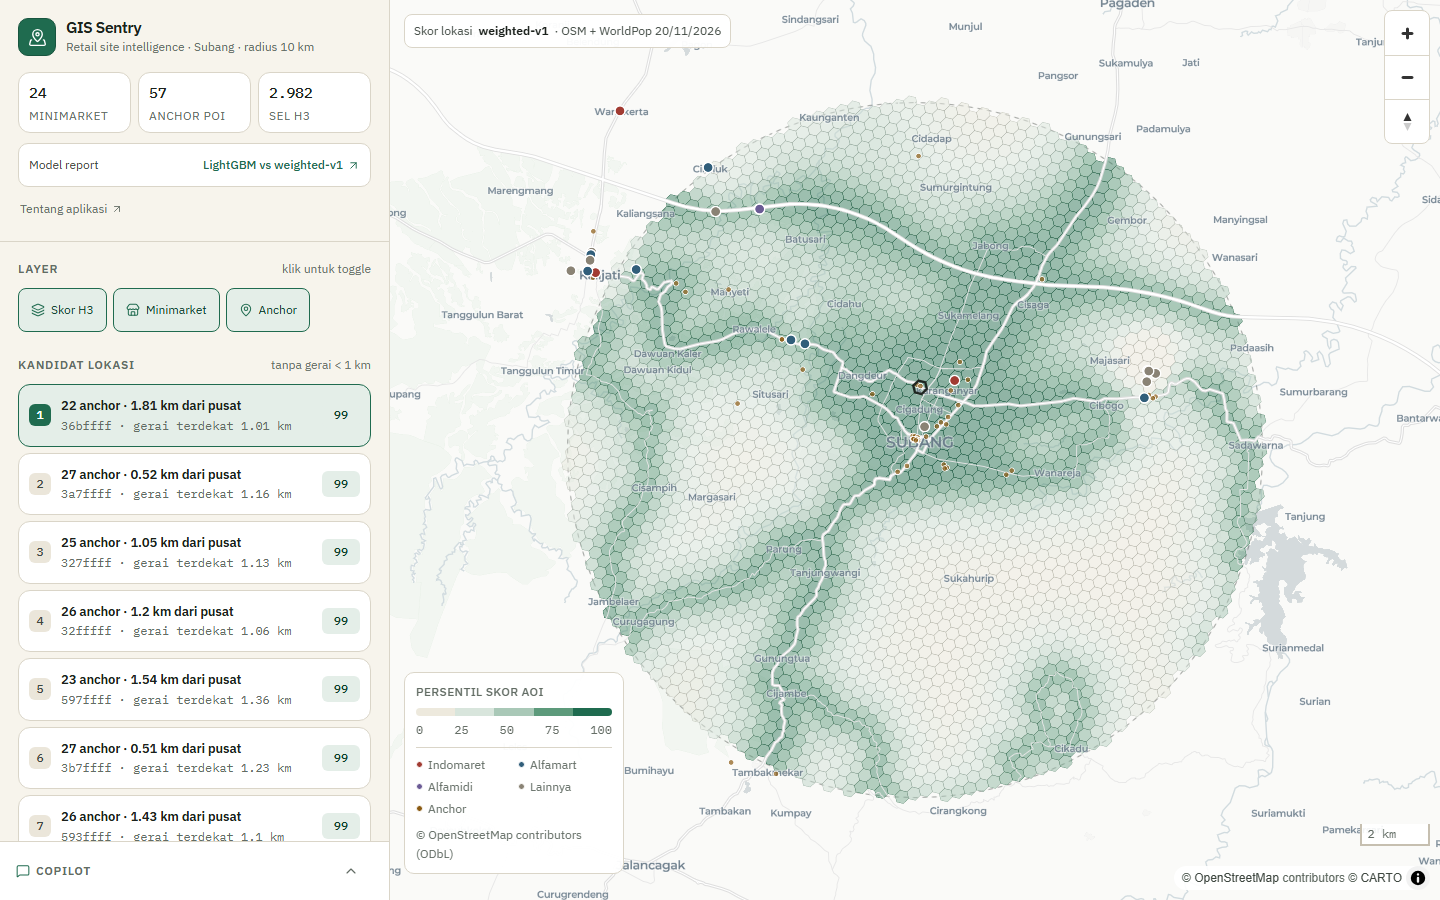 GIS Sentry
Retail site intelligence · Subang · radius 10 km
24
MINIMARKET
57
ANCHOR POI
2.982
SEL H3
Model report
LightGBM vs weighted-v1
Tentang aplikasi
LAYER
klik untuk toggle
Skor H3
Minimarket
Anchor
KANDIDAT LOKASI
tanpa gerai < 1 km
1
22 anchor · 1.81 km dari pusat
36bffff · gerai terdekat 1.01 km
99
2
27 anchor · 0.52 km dari pusat
3a7ffff · gerai terdekat 1.16 km
99
3
25 anchor · 1.05 km dari pusat
327ffff · gerai terdekat 1.13 km
99
4
26 anchor · 1.2 km dari pusat
32fffff · gerai terdekat 1.06 km
99
5
23 anchor · 1.54 km dari pusat
597ffff · gerai terdekat 1.36 km
99
6
27 anchor · 0.51 km dari pusat
3b7ffff · gerai terdekat 1.23 km
99
7
26 anchor · 1.43 km dari pusat
593ffff · gerai terdekat 1.1 km
99
COPILOT
Skor lokasi weighted-v1 · OSM + WorldPop 20/11/2026
Pagaden
Sindangsari
Munjul
Sukamulya
Jati
Pangsor
Kaunganten
Cidadap
Gunungsari
Padamulya
Marengmang
Sumurgintung
Kaliangsana
Gembor
Manyingsal
Batusari
Jabong
Wanasari
Manyeti
Cidahu
Cisaga
Tanggulun Barat
Sukamelang
Rawalele
Padaasih
Dawuan Kaler
Majasari
Tanggulun Timur
Dawuan Kidul
Dangdeur
Situsari
Sumurbarang
Cigadung
Cibogo
SUBANG
Sadawarna
Wanareja
Cisampih
Margasari
Tanjung
Parung
Tanjungwangi
Sukahurip
Jambelaer
Curugagung
Surianmedal
Gunungtua
Cijambe
Surian
Cikadu
Bumihayu
Tambakmekar
Tambakan
Kumpay
Cirangkong
Suriamukti
Curugrendeng
PERSENTIL SKOR AOI
0 25 50 75 100
Indomaret
Alfamart
Alfamidi
Lainnya
Anchor
© OpenStreetMap contributors
(ODbL)
2 km
© OpenStreetMap contributors © CARTO